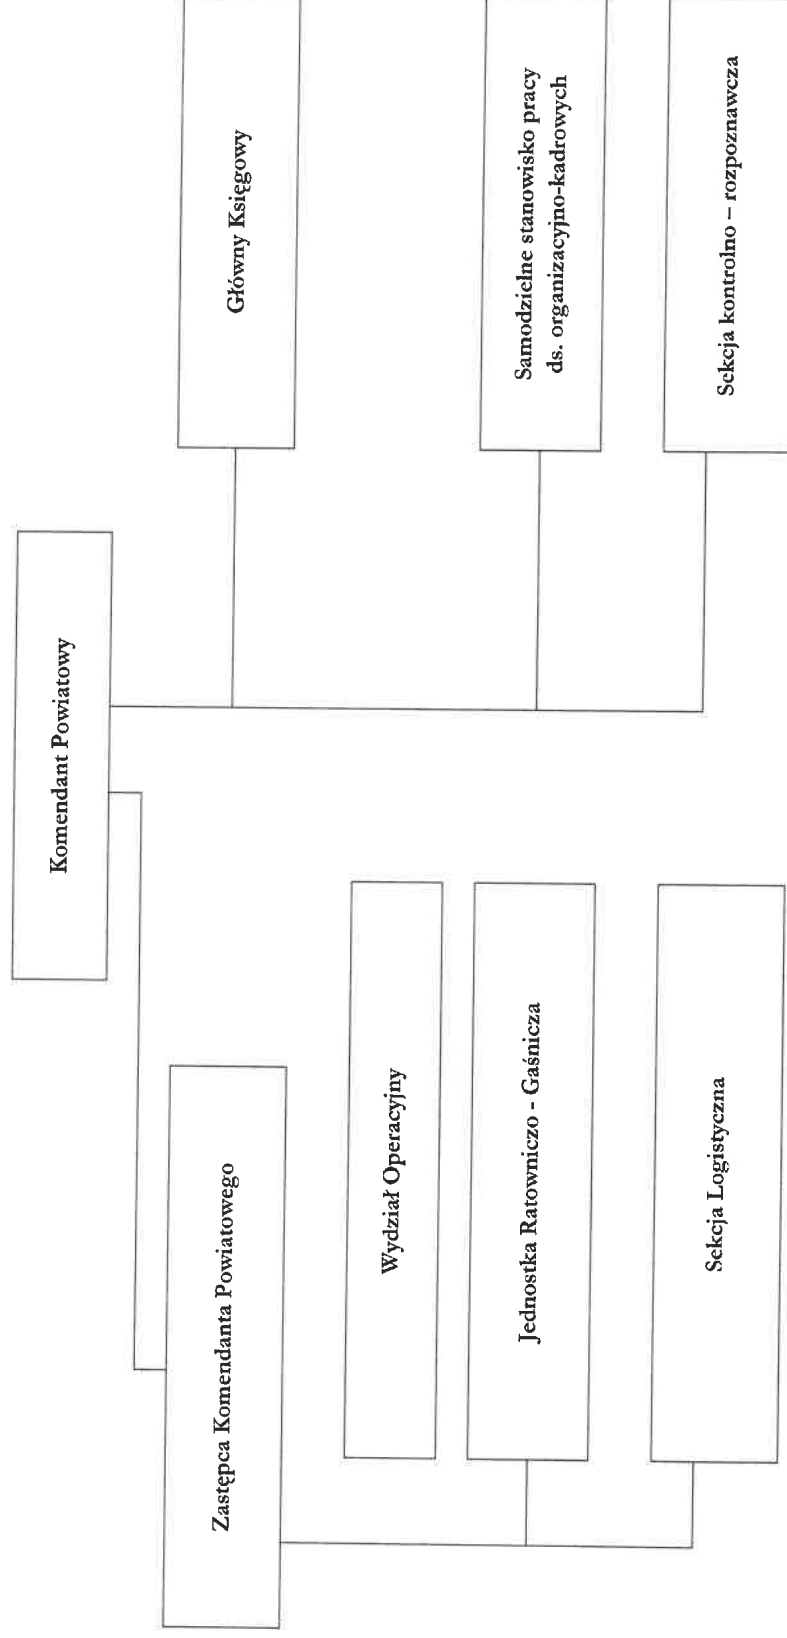 Komendant Powiatowy
Zastępca Komendanta Powiatowego
Wydział Operacyjny
Jednostka Ratowniczo - Gaśnicza
Sekcja Logistyczna
Główny Księgowy
Samodzielne stanowisko pracy
ds. organizacyjno-kadrowych
Sekcja kontrolno – rozpoznawcza